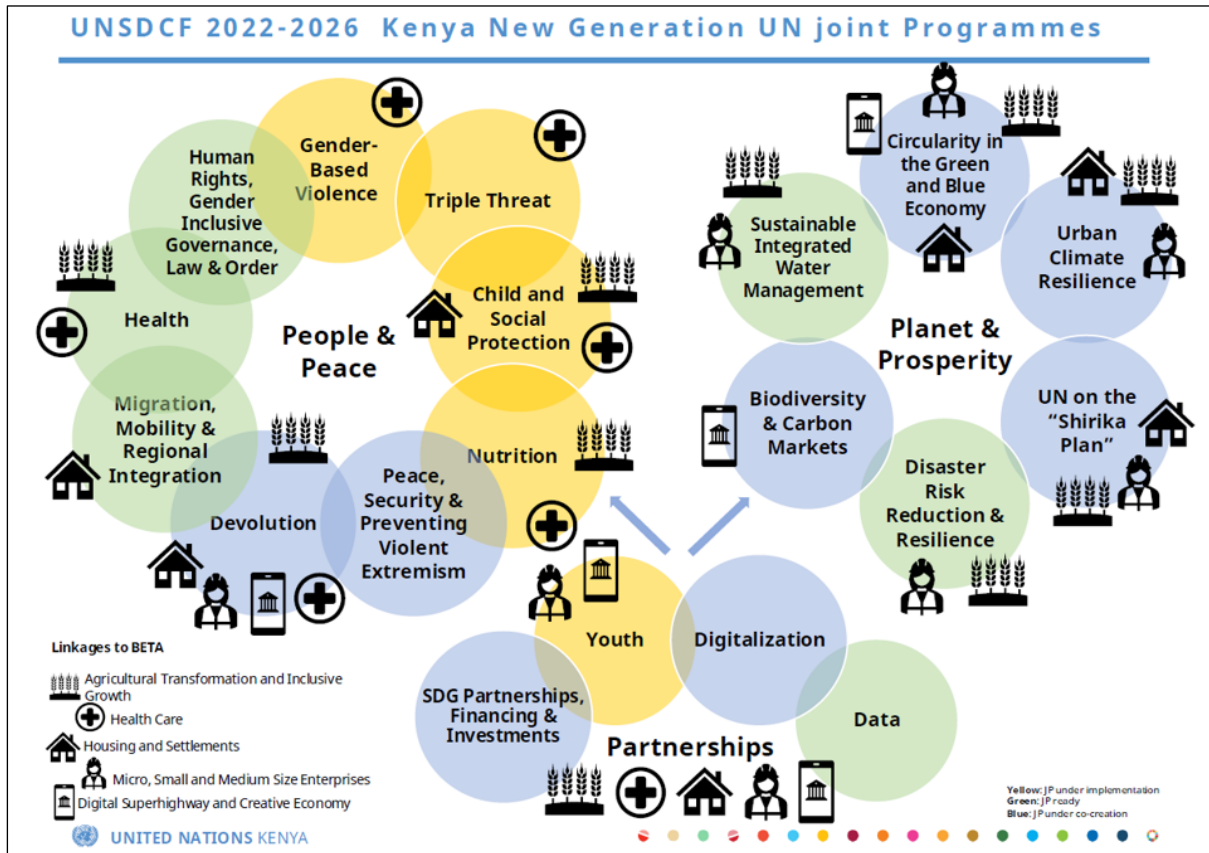 UNSDCF 2022-2026 Kenya New Generation UN joint Programmes
Gender-
Based
Violence
Human
Rights,
Gender
Inclusive
Governance,
Law & Order
Triple Threat
Health
Child and
Social
Protection
People &
Peace
Migration,
Mobility &
Regional
Integration
Nutrition
Devolution
Peace,
Security &
Preventing
Violent
Extremism
Circularity in
the Green
and Blue
Economy
Sustainable
Integrated
Water
Management
Urban
Climate
Resilience
Planet &
Prosperity
Biodiversity
& Carbon
Markets
UN on the
“Shirika
Plan”
Disaster
Risk
Reduction &
Resilience
Youth
Digitalization
SDG Partnerships,
Financing &
Investments
Data
Partnerships
Linkages to BETA
Agricultural Transformation and Inclusive
Growth
Health Care
Housing and Settlements
Micro, Small and Medium Size Enterprises
Digital Superhighway and Creative Economy
UNITED NATIONS KENYA
Yellow: JP under implementation
Green: JP ready
Blue: JP under co-creation